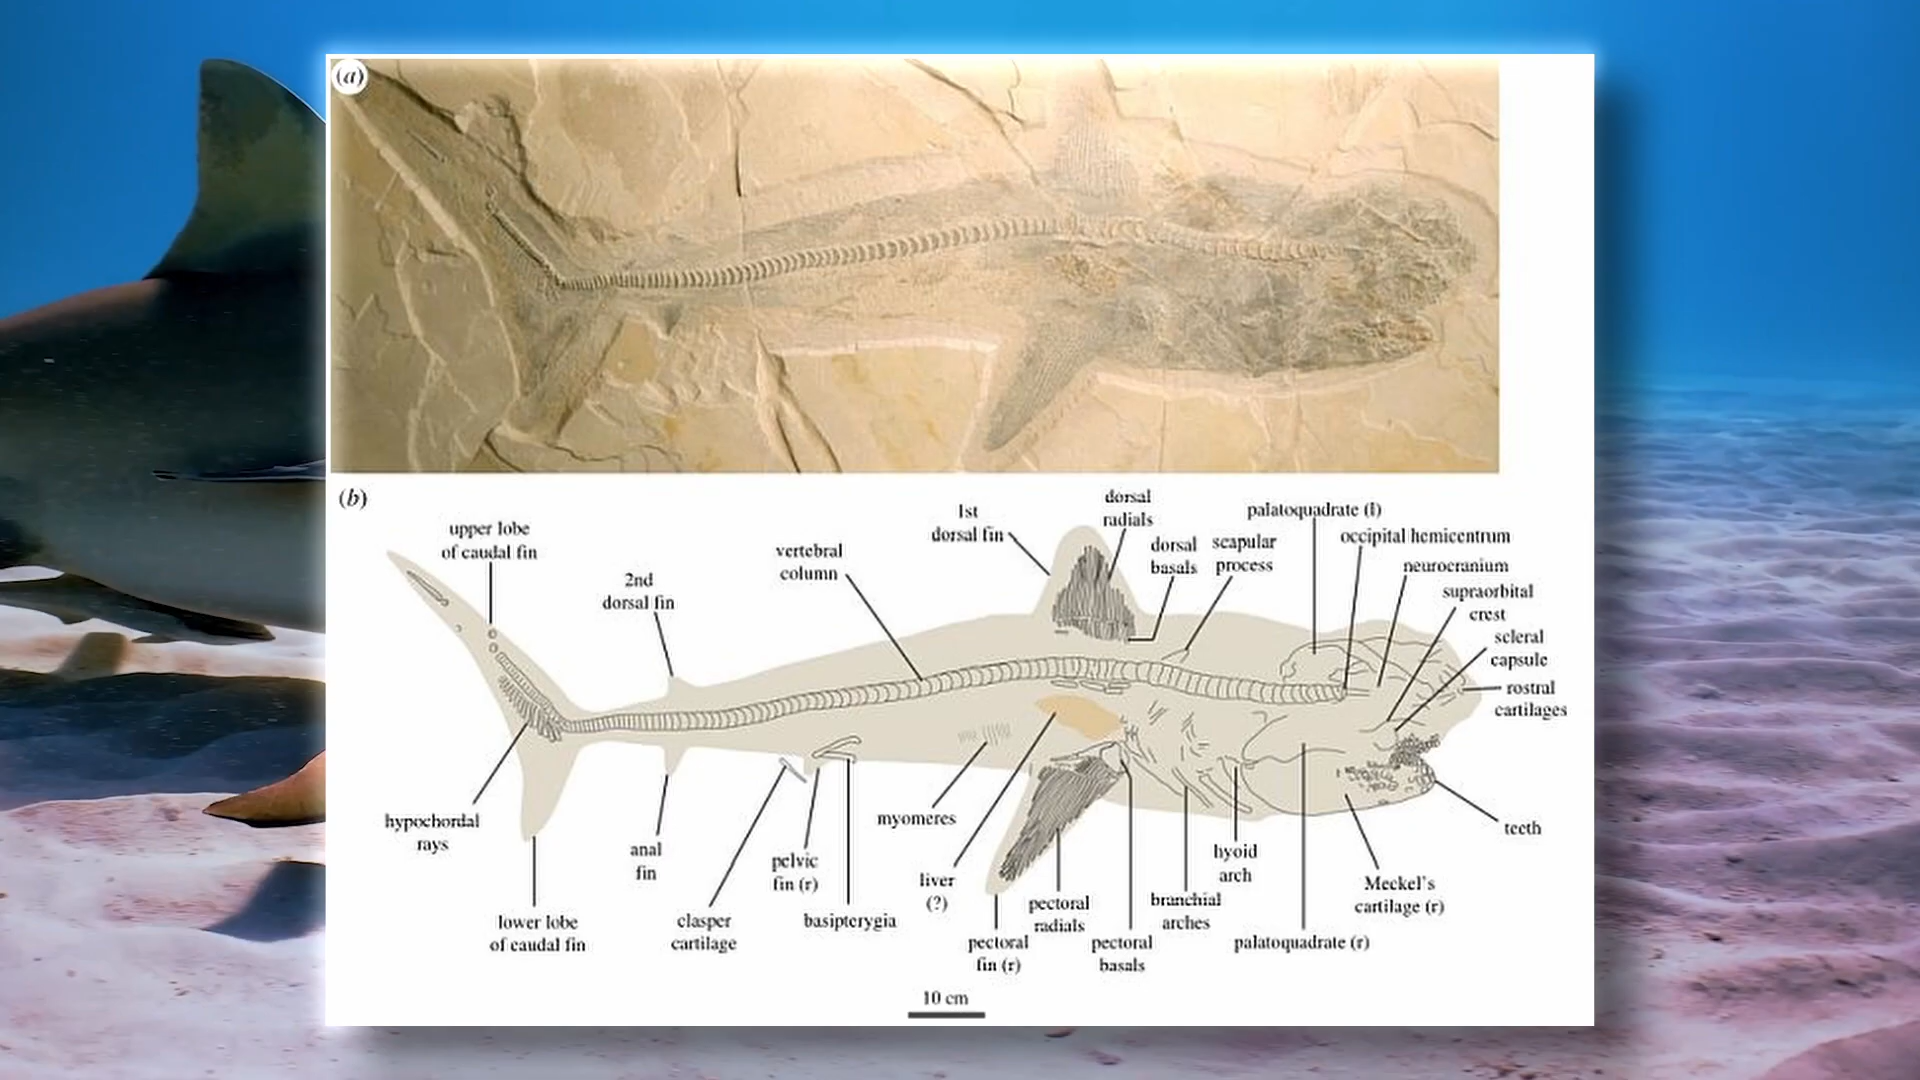 (a)
(b)
upper lobe
of caudal fin
2nd
dorsal fin
vertebral
column
1st
dorsal fin
dorsal
radials
dorsal
basals
scapular
process
palatoquadrate (l)
occipital hemicentrum
neurocranium
supraorbital
crest
scleral
capsule
rostral
cartilages
teeth
Meckel's
cartilage (r)
palatoquadrate (r)
hyoid
arch
branchial
arches
pectoral
basals
pectoral
radials
pectoral
fin (r)
liver
(?)
myomeres
basipterygia
pelvic
fin (r)
clasper
cartilage
anal
fin
lower lobe
of caudal fin
hypochordal
rays
10 cm